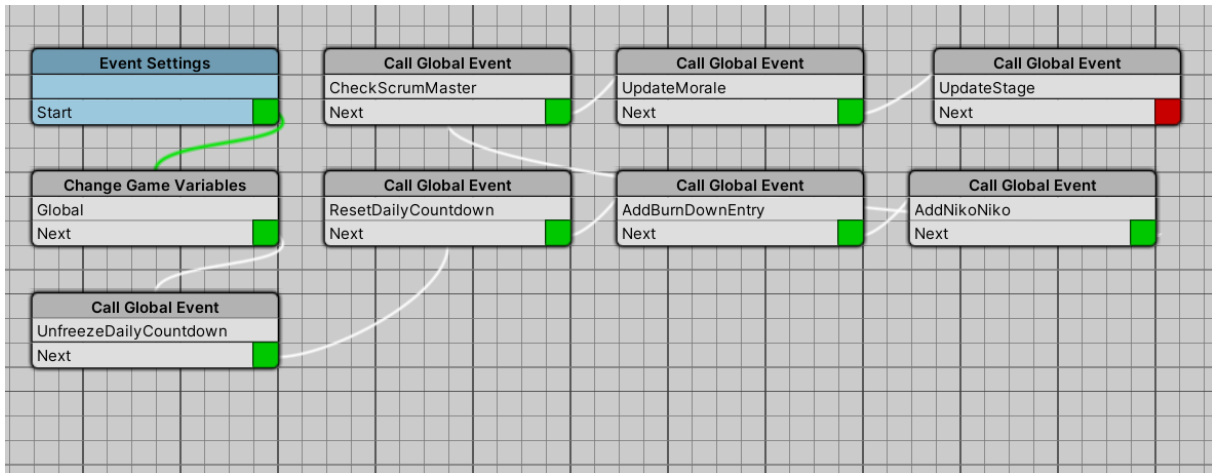 Event Settings
Start
Call Global Event
CheckScrumMaster
Next
Call Global Event
UpdateMorale
Next
Call Global Event
UpdateStage
Next
Change Game Variables
Global
Next
Call Global Event
ResetDailyCountdown
Next
Call Global Event
AddBurnDownEntry
Next
Call Global Event
AddNikoNiko
Next
Call Global Event
UnfreezeDailyCountdown
Next